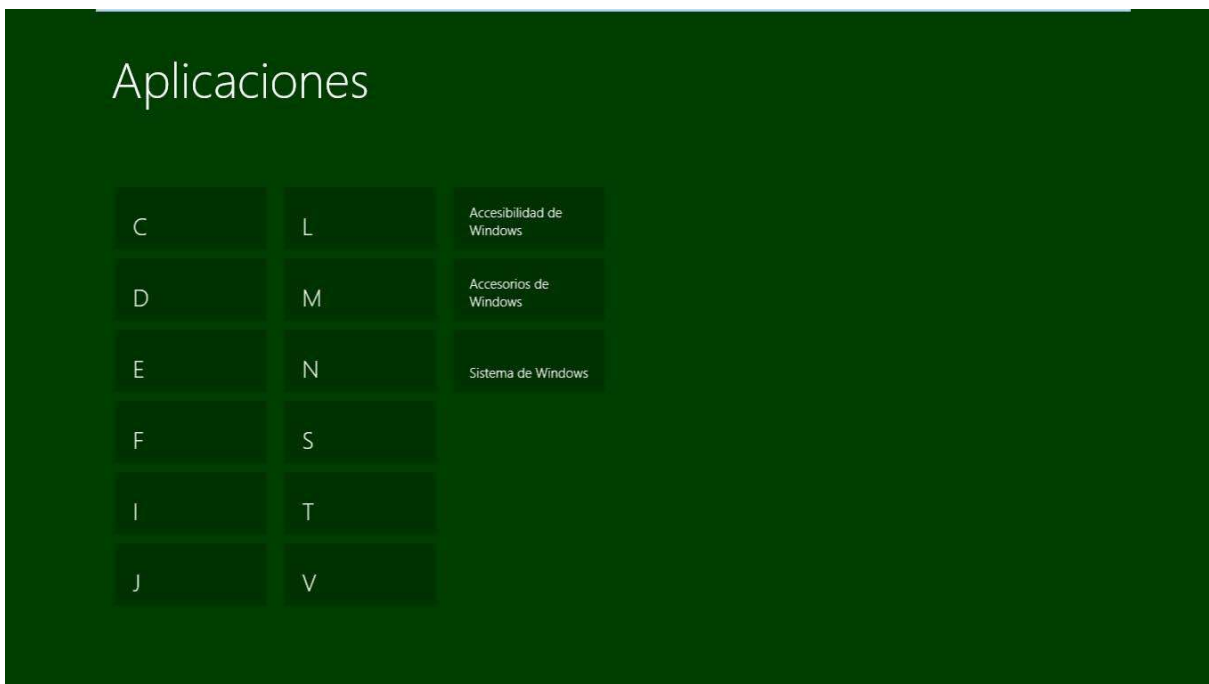 Aplicaciones
C
D
E
F
I
J
L
M
N
S
T
V
Accesibilidad de
Windows
Accesorios de
Windows
Sistema de Windows